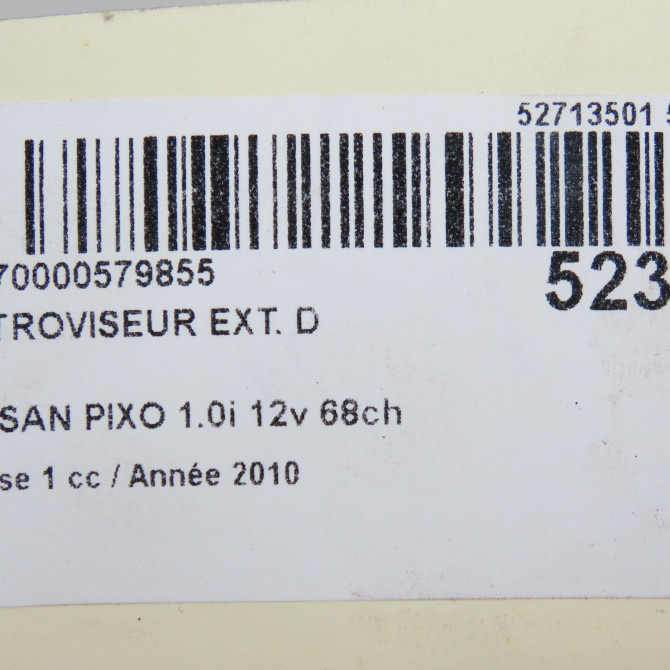 52713501 5
70000579855
523
TROVISEUR EXT. D
SAN PIXO 1.0i 12v 68ch
se 1 cc / Année 2010